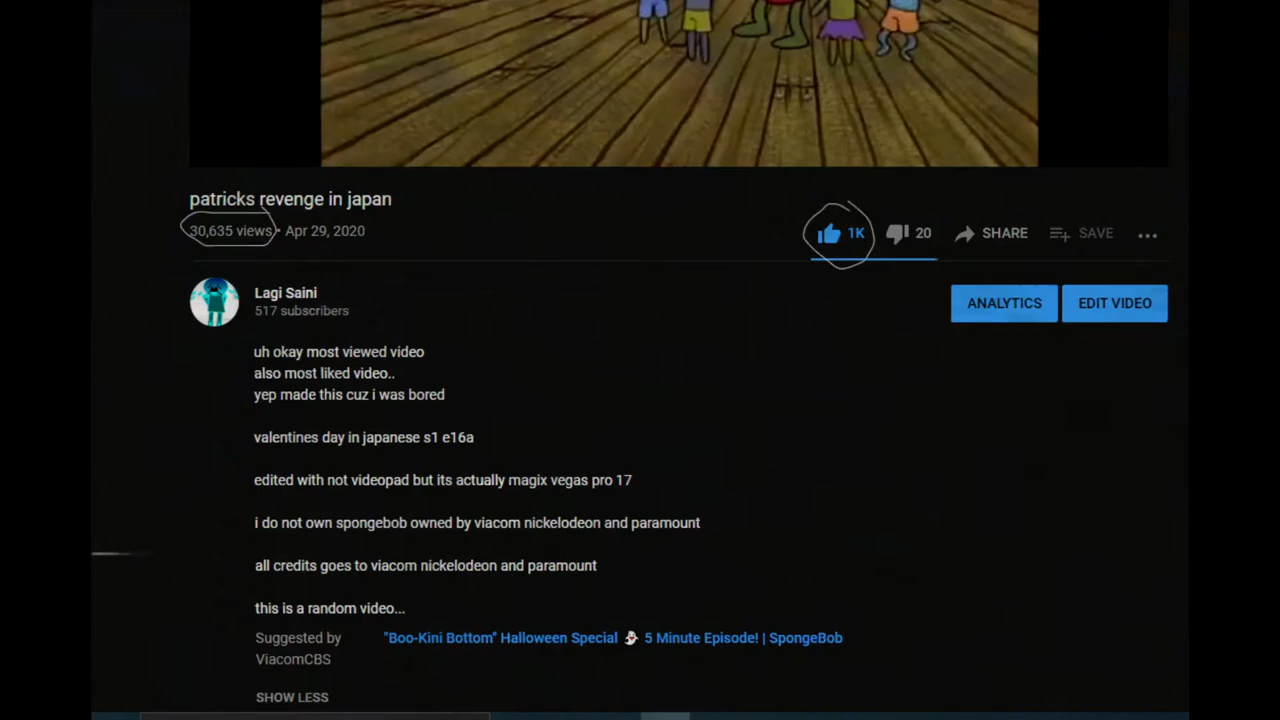 patricks revenge in japan
30,635 views • Apr 29, 2020
1K 20 SHARE SAVE
Lagi Saini
517 subscribers
ANALYTICS EDIT VIDEO
uh okay most viewed video
also most liked video..
yep made this cuz i was bored
valentines day in japanese s1 e16a
edited with not videopad but its actually magix vegas pro 17
i do not own spongebob owned by viacom nickelodeon and paramount
all credits goes to viacom nickelodeon and paramount
this is a random video...
Suggested by "Boo-Kini Bottom" Halloween Special 👻 5 Minute Episode! | SpongeBob
ViacomCBS
SHOW LESS